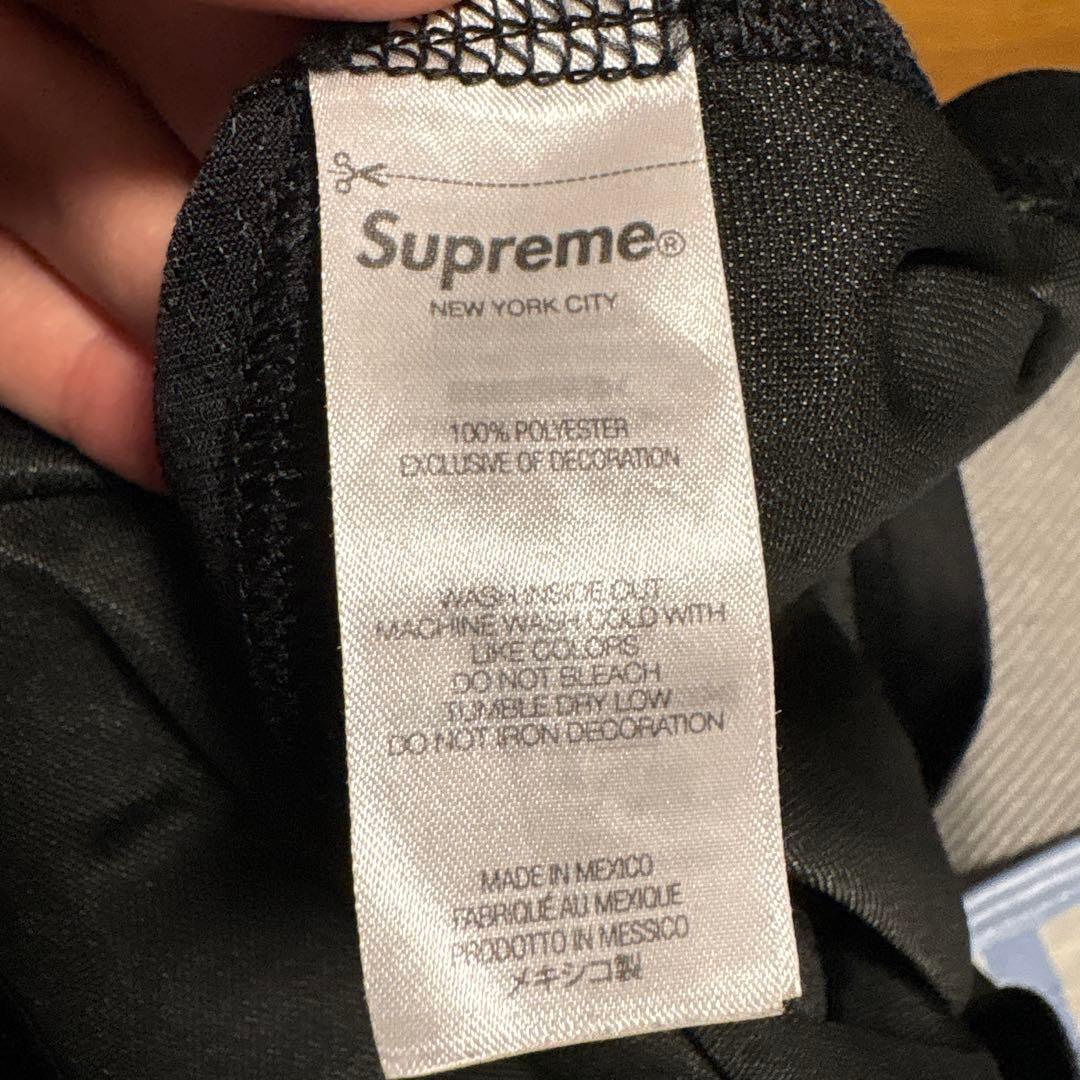 Supreme®
NEW YORK CITY
100% POLYESTER
EXCLUSIVE OF DECORATION
WASH INSIDE OUT
MACHINE WASH COLD WITH
LIKE COLORS
DO NOT BLEACH
TUMBLE DRY LOW
DO NOT IRON DECORATION
MADE IN MEXICO
FABRIQUÉ AU MEXIQUE
PRODOTTO IN MESSICO
メキシコ製